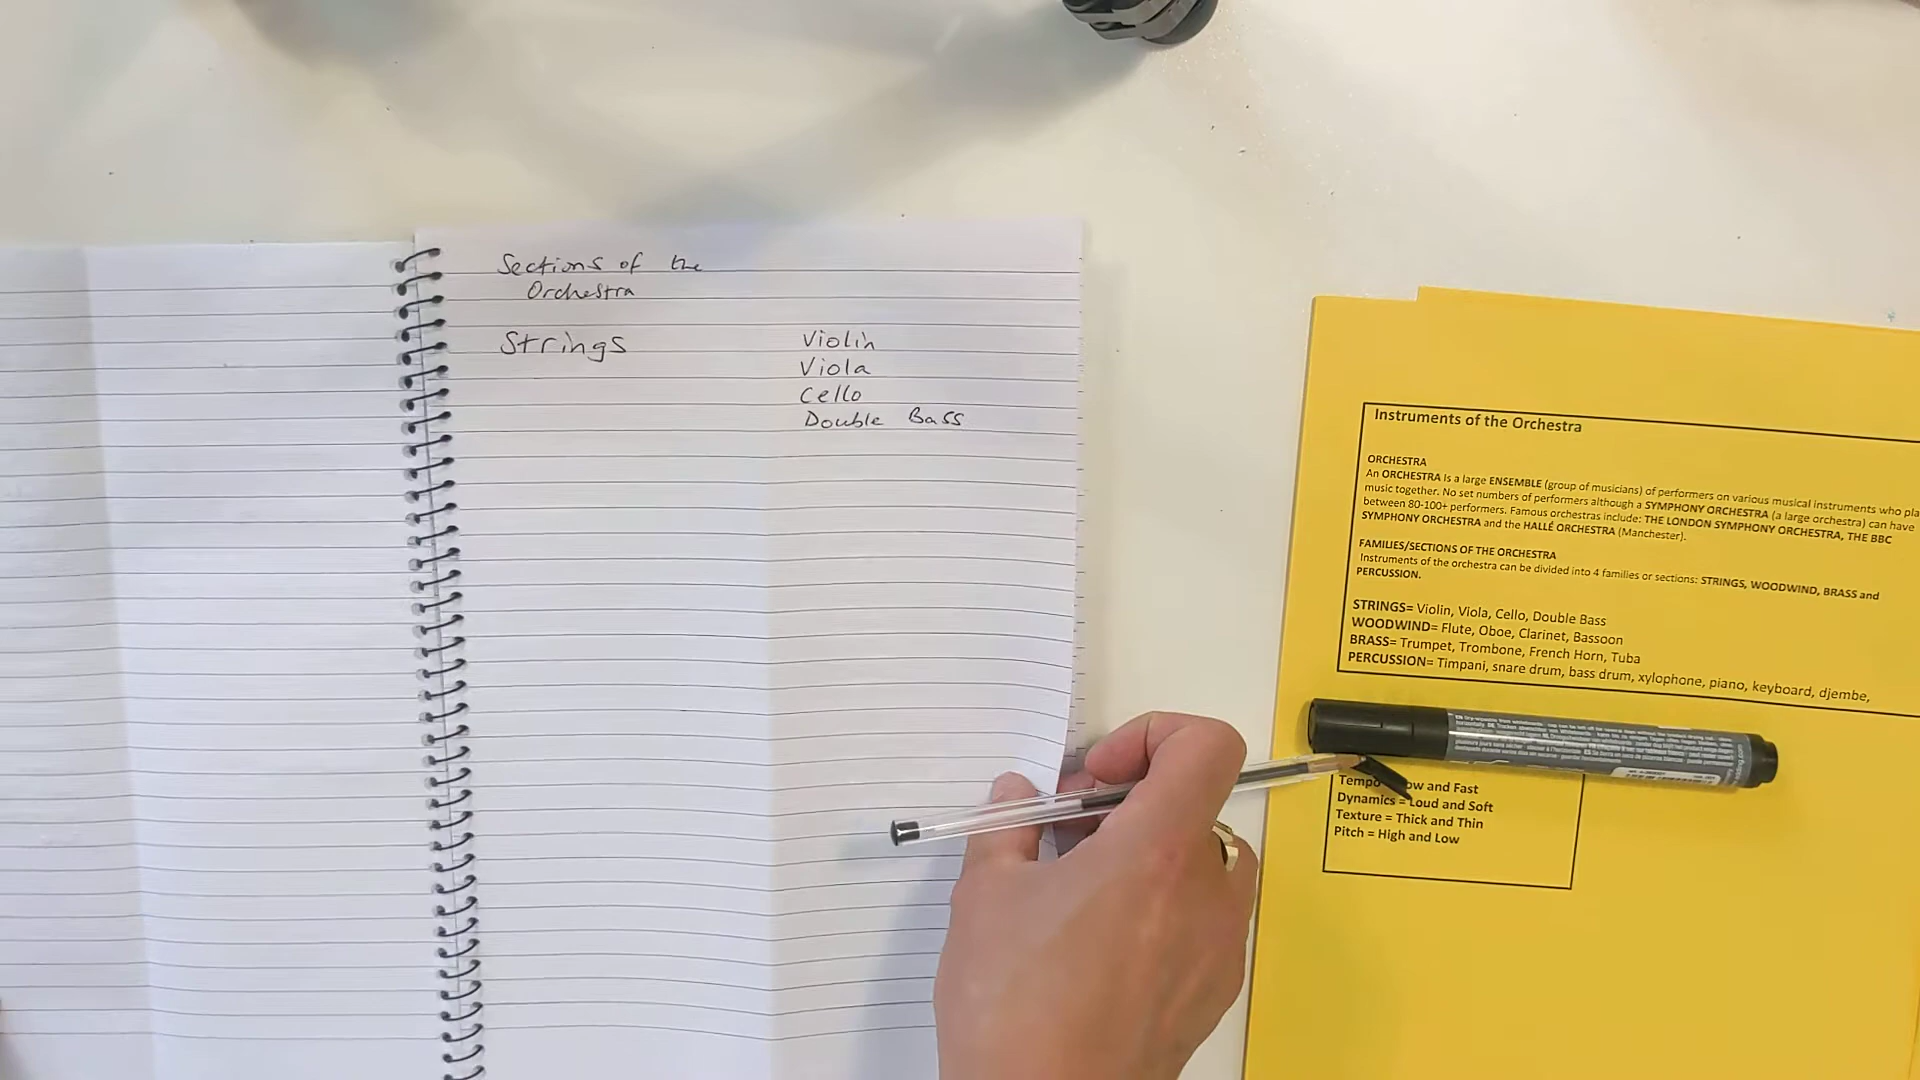 Sections of the
Orchestra
Strings
Violin
Viola
Cello
Double Bass
Instruments of the Orchestra
ORCHESTRA
An ORCHESTRA is a large ENSEMBLE (group of musicians) of performers on various musical instruments who
music together. No set numbers of performers although a SYMPHONY ORCHESTRA (a large orchestra) can have
between 80-100+ performers. Famous orchestras include: THE LONDON SYMPHONY ORCHESTRA, THE BBC
SYMPHONY ORCHESTRA and the HALLÉ ORCHESTRA (Manchester).
FAMILIES/SECTIONS OF THE ORCHESTRA
Instruments of the orchestra can be divided into 4 families or sections: STRINGS, WOODWIND, BRASS and
PERCUSSION.
STRINGS= Violin, Viola, Cello, Double Bass
WOODWIND= Flute, Oboe, Clarinet, Bassoon
BRASS= Trumpet, Trombone, French Horn, Tuba
PERCUSSION= Timpani, snare drum, bass drum, xylophone, piano, keyboard, djembe,
Tempo and Fast
Dynamics = Loud and Soft
Texture = Thick and Thin
Pitch = High and Low